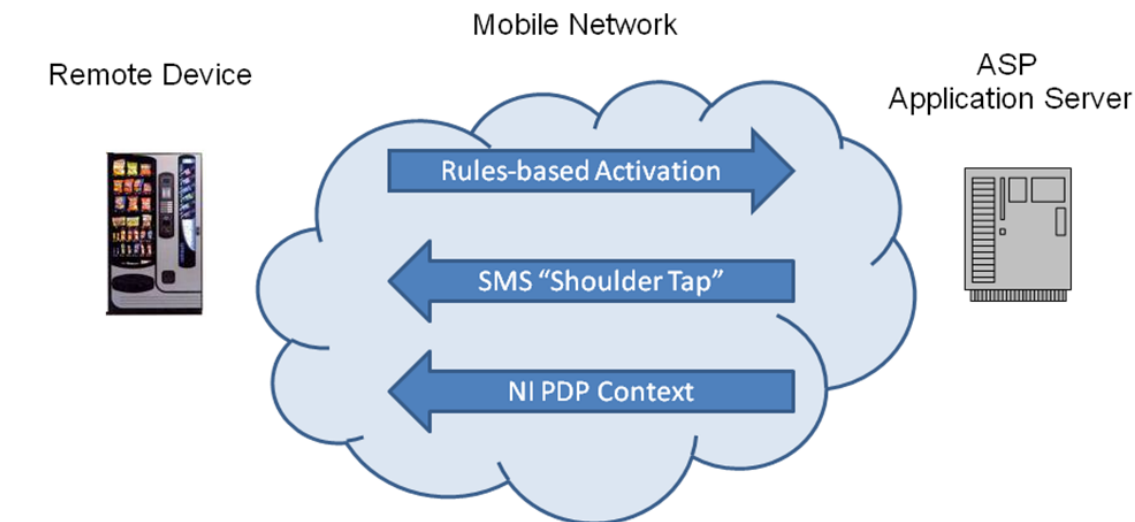 Mobile Network
Remote Device
ASP
Application Server
Rules-based Activation
SMS “Shoulder Tap”
NI PDP Context